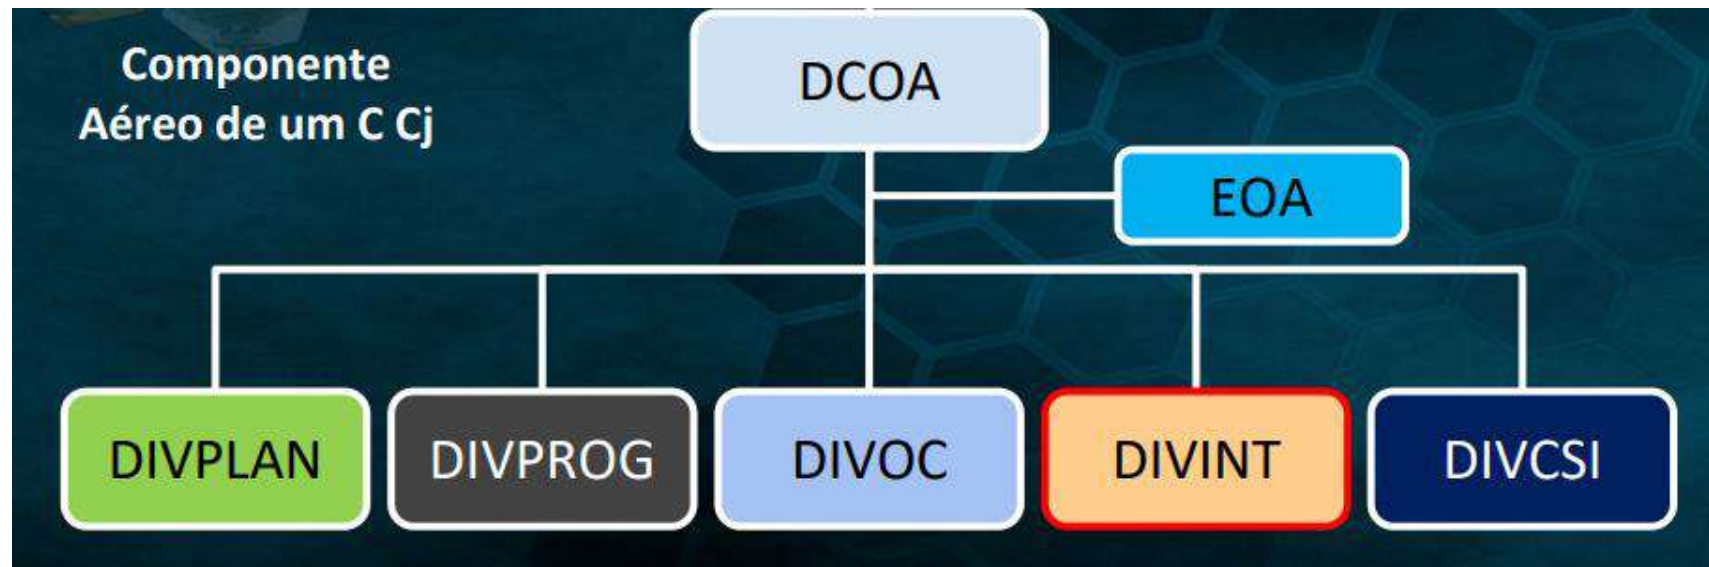 Componente
Aéreo de um C Cj
DCOA
EOA
DIVPLAN
DIVPROG
DIVOC
DIVINT
DIVCSI